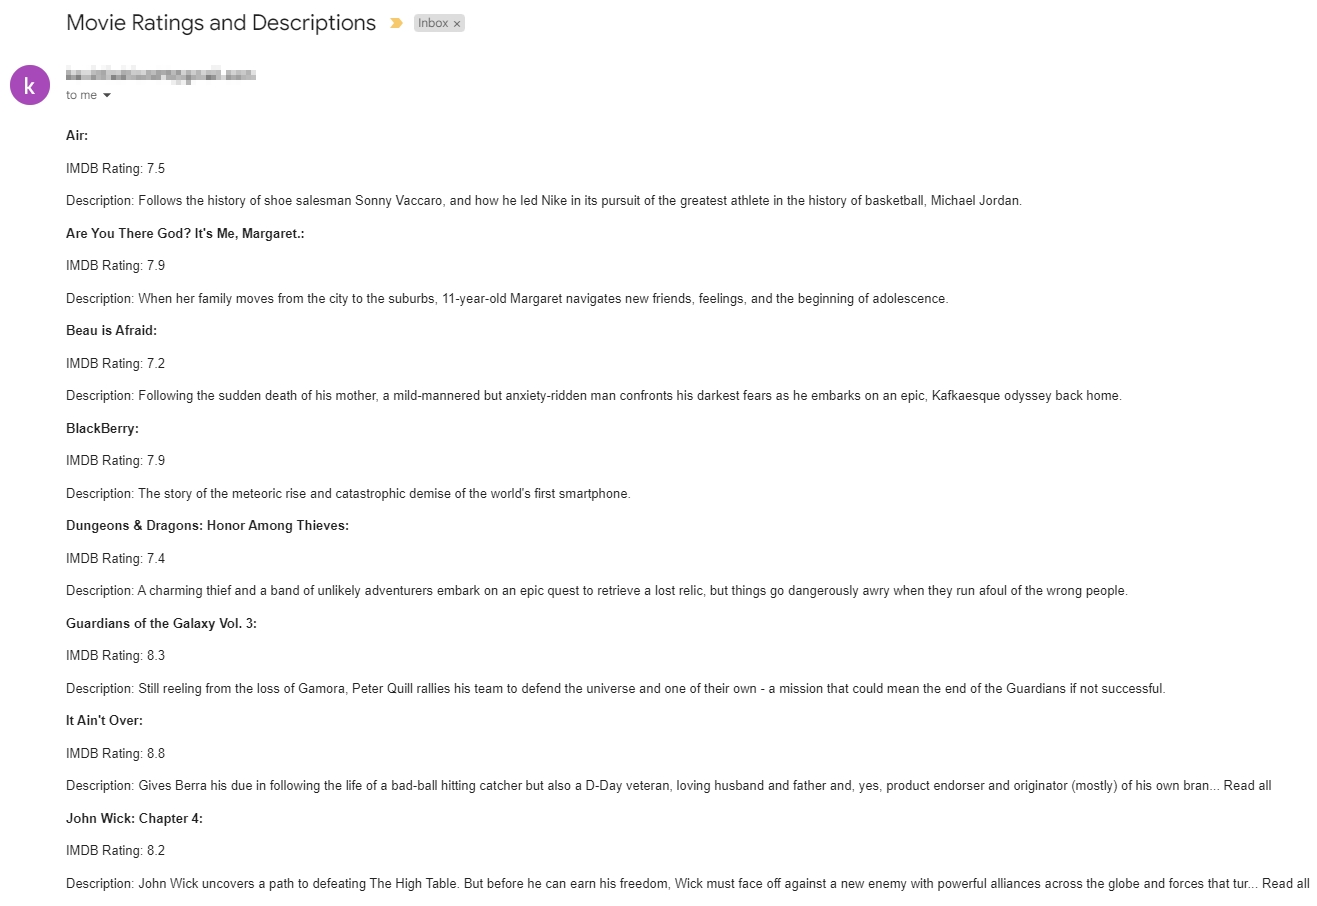 Movie Ratings and Descriptions
Inbox ×
k
to me
Air:
IMDB Rating: 7.5
Description: Follows the history of shoe salesman Sonny Vaccaro, and how he led Nike in its pursuit of the greatest athlete in the history of basketball, Michael Jordan.
Are You There God? It's Me, Margaret.:
IMDB Rating: 7.9
Description: When her family moves from the city to the suburbs, 11-year-old Margaret navigates new friends, feelings, and the beginning of adolescence.
Beau is Afraid:
IMDB Rating: 7.2
Description: Following the sudden death of his mother, a mild-mannered but anxiety-ridden man confronts his darkest fears as he embarks on an epic, Kafkaesque odyssey back home.
BlackBerry:
IMDB Rating: 7.9
Description: The story of the meteoric rise and catastrophic demise of the world's first smartphone.
Dungeons & Dragons: Honor Among Thieves:
IMDB Rating: 7.4
Description: A charming thief and a band of unlikely adventurers embark on an epic quest to retrieve a lost relic, but things go dangerously awry when they run afoul of the wrong people.
Guardians of the Galaxy Vol. 3:
IMDB Rating: 8.3
Description: Still reeling from the loss of Gamora, Peter Quill rallies his team to defend the universe and one of their own - a mission that could mean the end of the Guardians if not successful.
It Ain't Over:
IMDB Rating: 8.8
Description: Gives Berra his due in following the life of a bad-ball hitting catcher but also a D-Day veteran, loving husband and father and, yes, product endorser and originator (mostly) of his own bran... Read all
John Wick: Chapter 4:
IMDB Rating: 8.2
Description: John Wick uncovers a path to defeating The High Table. But before he can earn his freedom, Wick must face off against a new enemy with powerful alliances across the globe and forces that tur... Read all